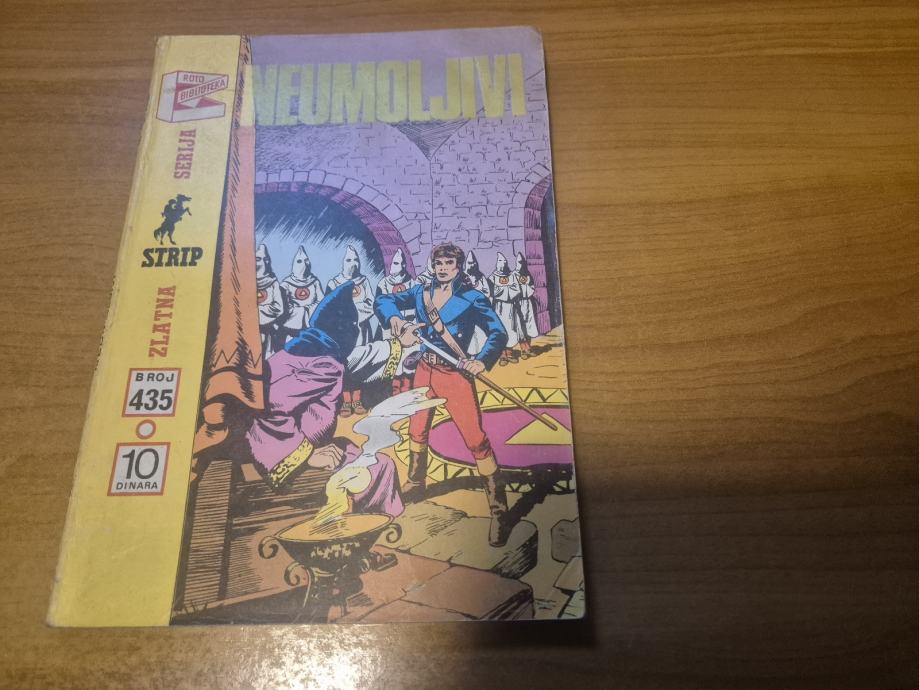 ROTO
BIBLIOTEKA
NEUMOLJIVI
SERIJA
STRIP
ZLATNA
BROJ
435
10
DINARA